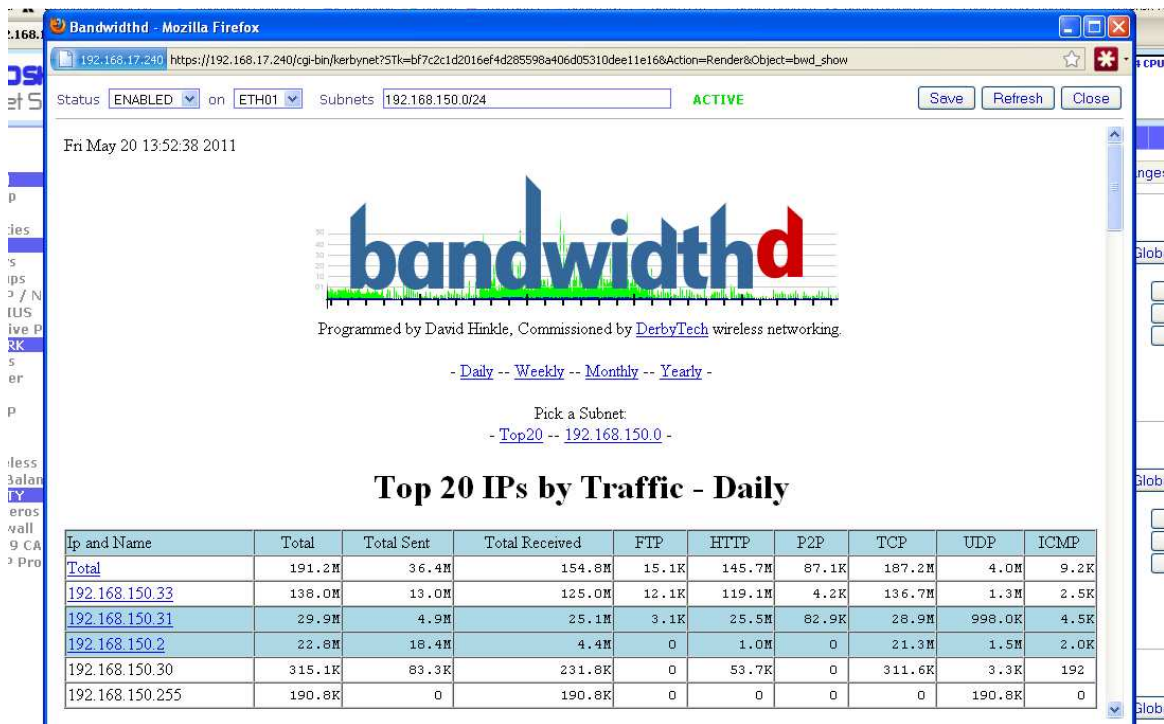 Bandwidthd - Mozilla Firefox
192.168.17.240 https://192.168.17.240/cgi-bin/kerbynet?STk=bf7c2c1d2016ef4d285598a406d05310dee11e16&Action=Render&Object=bwd_show
Status ENABLED on ETH01 Subnets 192.168.150.0/24 ACTIVE Save Refresh Close
Fri May 20 13:52:38 2011
bandwidthd
Programmed by David Hinkle, Commissioned by DerbyTech wireless networking.
- Daily -- Weekly -- Monthly -- Yearly -
Pick a Subnet:
- Top20 -- 192.168.150.0 -
Top 20 IPs by Traffic - Daily
Ip and Name Total Total Sent Total Received FTP HTTP P2P TCP UDP ICMP
Total 191.2M 36.4M 154.8M 15.1K 145.7M 87.1K 187.2M 4.0M 9.2K
192.168.150.33 138.0M 13.0M 125.0M 12.1K 119.1M 4.2K 136.7M 1.3M 2.5K
192.168.150.31 29.9M 4.9M 25.1M 3.1K 25.5M 82.9K 28.9M 998.0K 4.5K
192.168.150.2 22.8M 18.4M 4.4M 0 1.0M 0 21.3M 1.5M 2.0K
192.168.150.30 315.1K 83.3K 231.8K 0 53.7K 0 311.6K 3.3K 192
192.168.150.255 190.8K 0 190.8K 0 0 0 0 190.8K 0